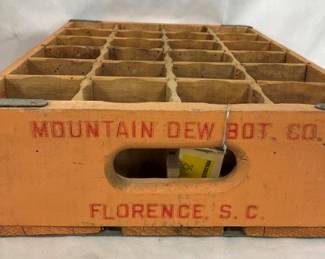 MOUNTAIN DEW BOT. CO.
FLORENCE, S. C.